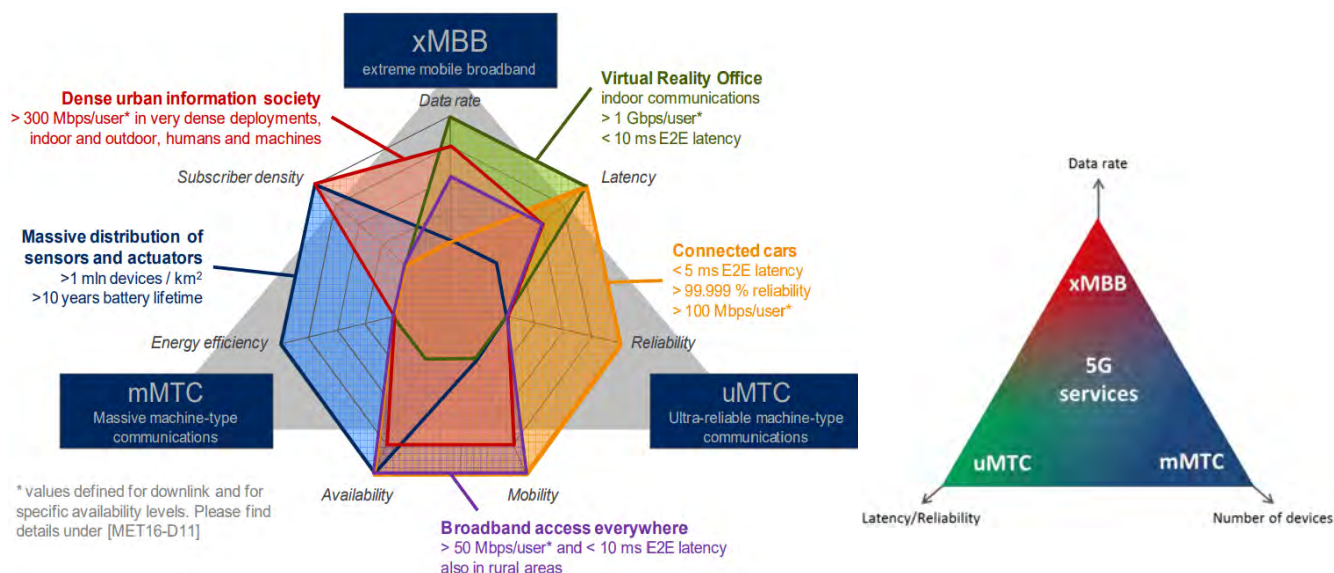 xMBB
extreme mobile broadband
Data rate
Dense urban information society
> 300 Mbps/user* in very dense deployments,
indoor and outdoor, humans and machines
Virtual Reality Office
indoor communications
> 1 Gbps/user*
< 10 ms E2E latency
Subscriber density
Latency
Massive distribution of
sensors and actuators
>1 mln devices / km²
>10 years battery lifetime
Connected cars
< 5 ms E2E latency
> 99.999 % reliability
> 100 Mbps/user*
Energy efficiency
Reliability
mMTC
Massive machine-type
communications
uMTC
Ultra-reliable machine-type
communications
Availability
Mobility
* values defined for downlink and for
specific availability levels. Please find
details under [MET16-D11]
Broadband access everywhere
> 50 Mbps/user* and < 10 ms E2E latency
also in rural areas
Data rate
xMBB
5G
services
uMTC
mMTC
Latency/Reliability
Number of devices